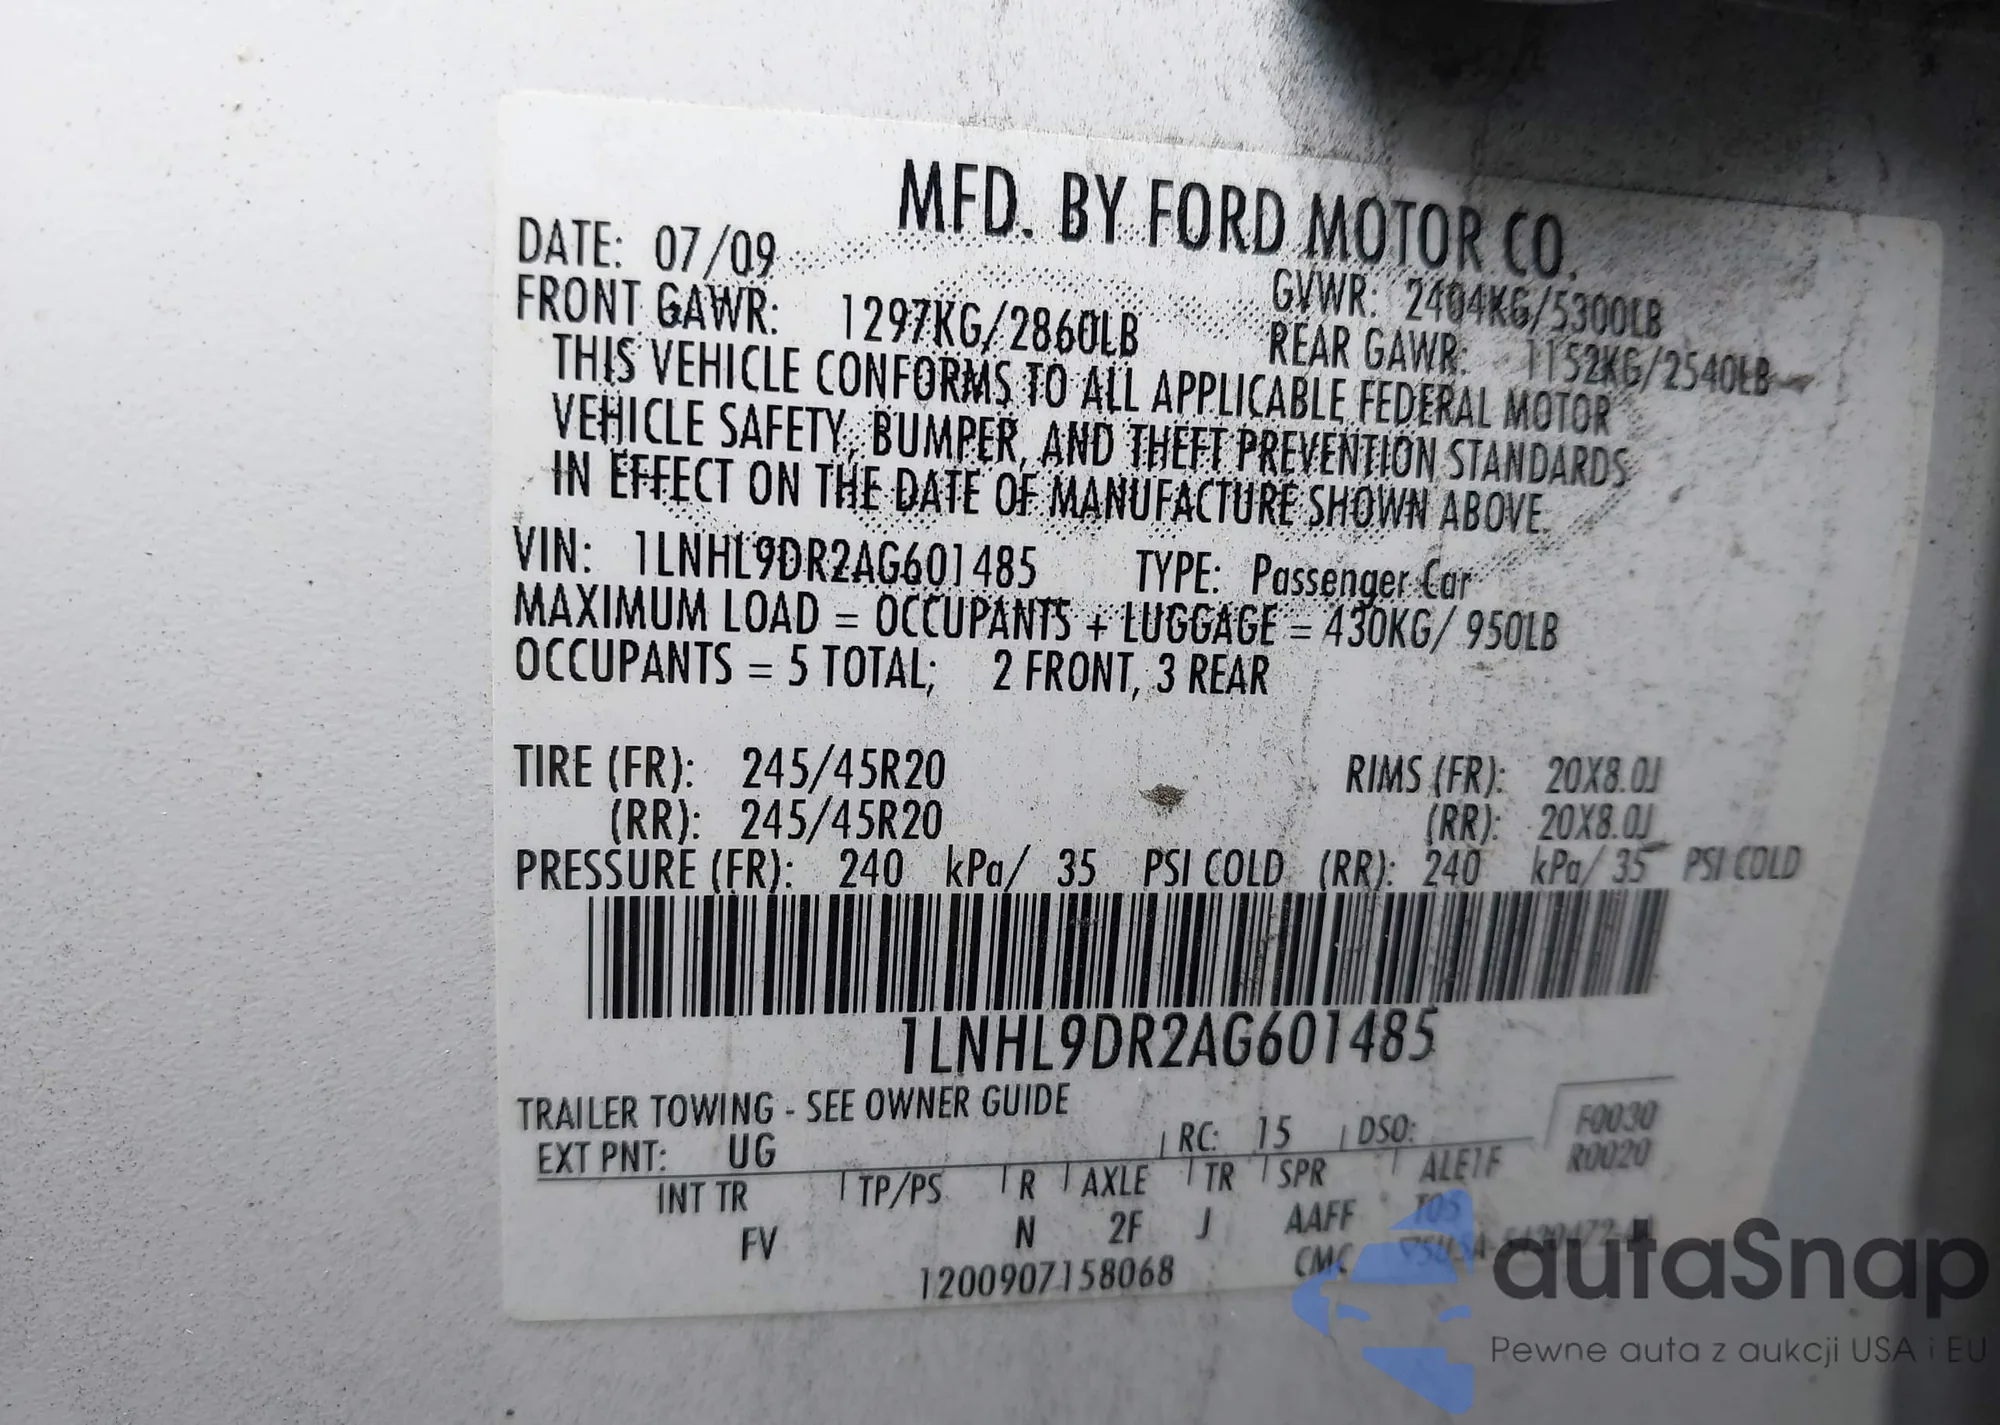 MFD. BY FORD MOTOR CO.
DATE: 07/09 GVWR: 2404KG/5300LB
FRONT GAWR: 1297KG/2860LB REAR GAWR: 1152KG/2540LB
THIS VEHICLE CONFORMS TO ALL APPLICABLE FEDERAL MOTOR
VEHICLE SAFETY, BUMPER, AND THEFT PREVENTION STANDARDS
IN EFFECT ON THE DATE OF MANUFACTURE SHOWN ABOVE.
VIN: 1LNHL9DR2AG601485 TYPE: Passenger Car
MAXIMUM LOAD = OCCUPANTS + LUGGAGE = 430KG/ 950LB
OCCUPANTS = 5 TOTAL; 2 FRONT, 3 REAR
TIRE (FR): 245/45R20 RIMS (FR): 20X8.0J
(RR): 245/45R20 (RR): 20X8.0J
PRESSURE (FR): 240 kPa/ 35 PSI COLD (RR): 240 kPa/ 35 PSI COLD
1LNHL9DR2AG601485
TRAILER TOWING - SEE OWNER GUIDE F0030
EXT PNT: UG RC: 15 DSO: R0020
INT TR TP/PS R AXLE TR SPR ALE1F
FV N 2F J AAFF T05
1200907158068 CMC
autaSnap
Pewne auta z aukcji USA i EU